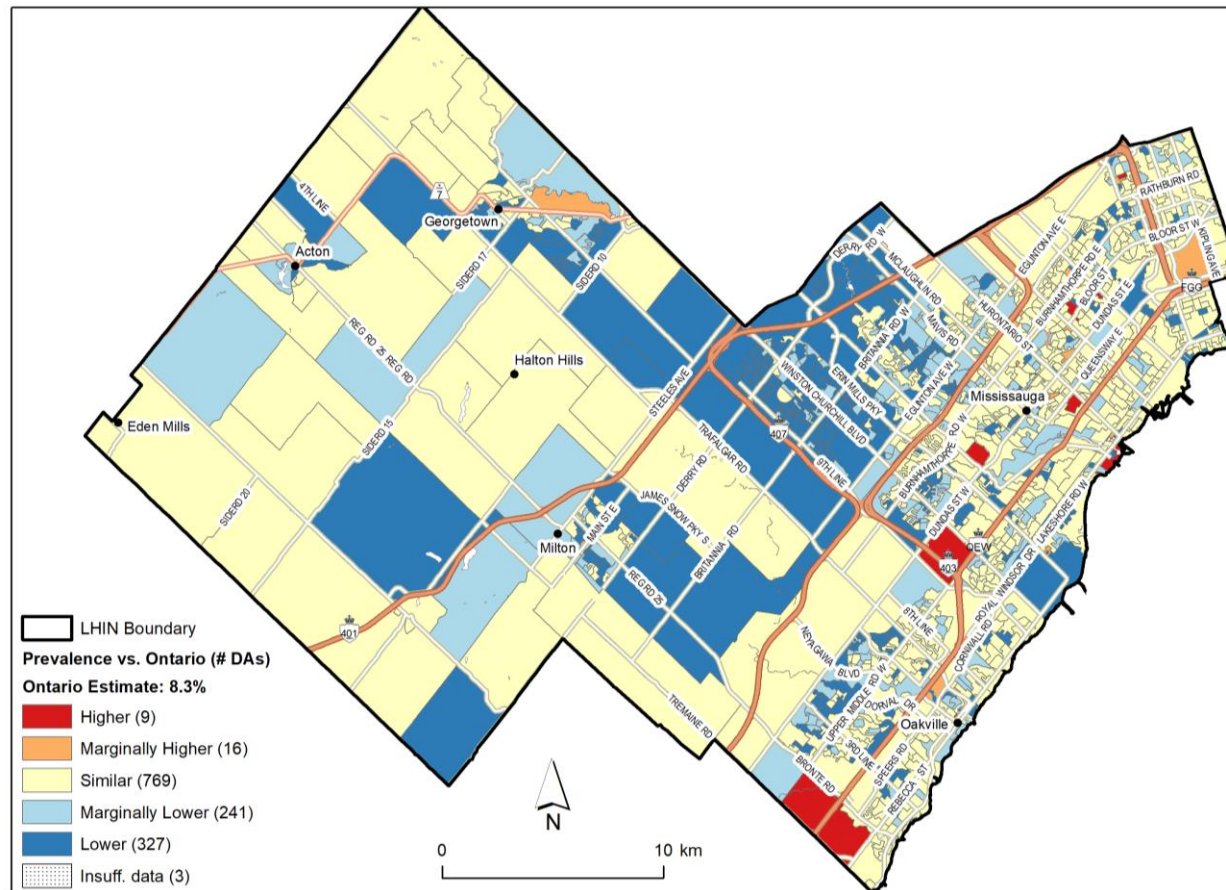 4TH LINE
7
Georgetown
Acton
SIDERD 17
SIDERD 10
REG RD 25 REG RD
Halton Hills
Eden Mills
SIDERD 15
SIDERD 20
STEELES AVE
TRAFALGAR RD
DERRY RD
JAMES SNOW PKY S
MAIN ST E
Milton
BRITANNIA RD
REG RD 25
401
407
9TH LINE
DERRY RD W
MCLAUGHLIN RD
MAVIS RD
BRITANNIA RD W
ERIN MILLS PKY
WINSTON CHURCHILL BLVD
EGLINTON AVE W
HURONTARIO ST
EGLINTON AVE E
RATHBURN RD
BLOOR ST W
KIPLING AVE
BURNHAMTHORPE RD E
BLOOR ST
DUNDAS ST E
FGG
QUEENSWAY E
Mississauga
BURNHAMTHORPE RD W
DUNDAS ST W
QEW
403
LAKESHORE RD W
ROYAL WINDSOR DR
CORNWALL RD
8TH LINE
NEYAGAWA BLVD
UPPER MIDDLE RD W
DORVAL DR
Oakville
3RD LINE
SPEERS RD
REBECCA ST
BRONTE RD
TREMAINE RD
LHIN Boundary
Prevalence vs. Ontario (# DAs)
Ontario Estimate: 8.3%
Higher (9)
Marginally Higher (16)
Similar (769)
Marginally Lower (241)
Lower (327)
Insuff. data (3)
N
0 10 km